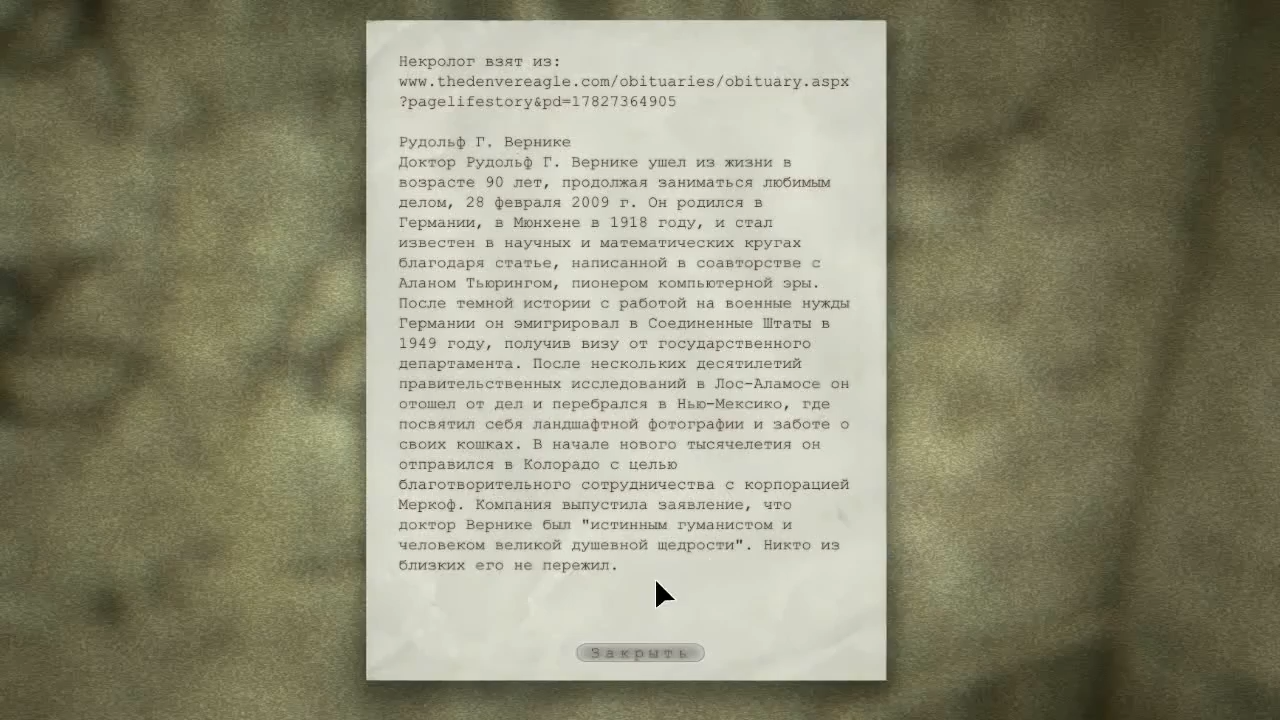 Некролог взят из:
www.thedenvereagle.com/obituaries/obituary.aspx
?pagelifestory&pd=17827364905
Рудольф Г. Вернике
Доктор Рудольф Г. Вернике ушел из жизни в
возрасте 90 лет, продолжая заниматься любимым
делом, 28 февраля 2009 г. Он родился в
Германии, в Мюнхене в 1918 году, и стал
известен в научных и математических кругах
благодаря статье, написанной в соавторстве с
Аланом Тьюрингом, пионером компьютерной эры.
После темной истории с работой на военные нужды
Германии он эмигрировал в Соединенные Штаты в
1949 году, получив визу от государственного
департамента. После нескольких десятилетий
правительственных исследований в Лос-Аламосе он
отошел от дел и перебрался в Нью-Мексико, где
посвятил себя ландшафтной фотографии и заботе о
своих кошках. В начале нового тысячелетия он
отправился в Колорадо с целью
благотворительного сотрудничества с корпорацией
Меркоф. Компания выпустила заявление, что
доктор Вернике был "истинным гуманистом и
человеком великой душевной щедрости". Никто из
близких его не пережил.
Закрыть